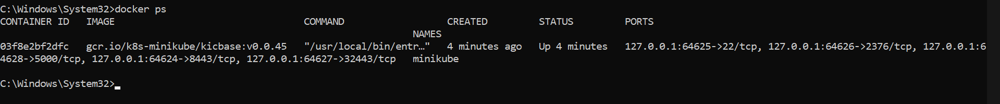 C:\Windows\System32>docker ps
CONTAINER ID   IMAGE                                 COMMAND                  CREATED         STATUS         PORTS
                                                                        NAMES
03f8e2bf2dfc   gcr.io/k8s-minikube/kicbase:v0.0.45   "/usr/local/bin/entr…"   4 minutes ago   Up 4 minutes   127.0.0.1:64625->22/tcp, 127.0.0.1:64626->2376/tcp, 127.0.0.1:6
4628->5000/tcp, 127.0.0.1:64624->8443/tcp, 127.0.0.1:64627->32443/tcp   minikube
C:\Windows\System32>